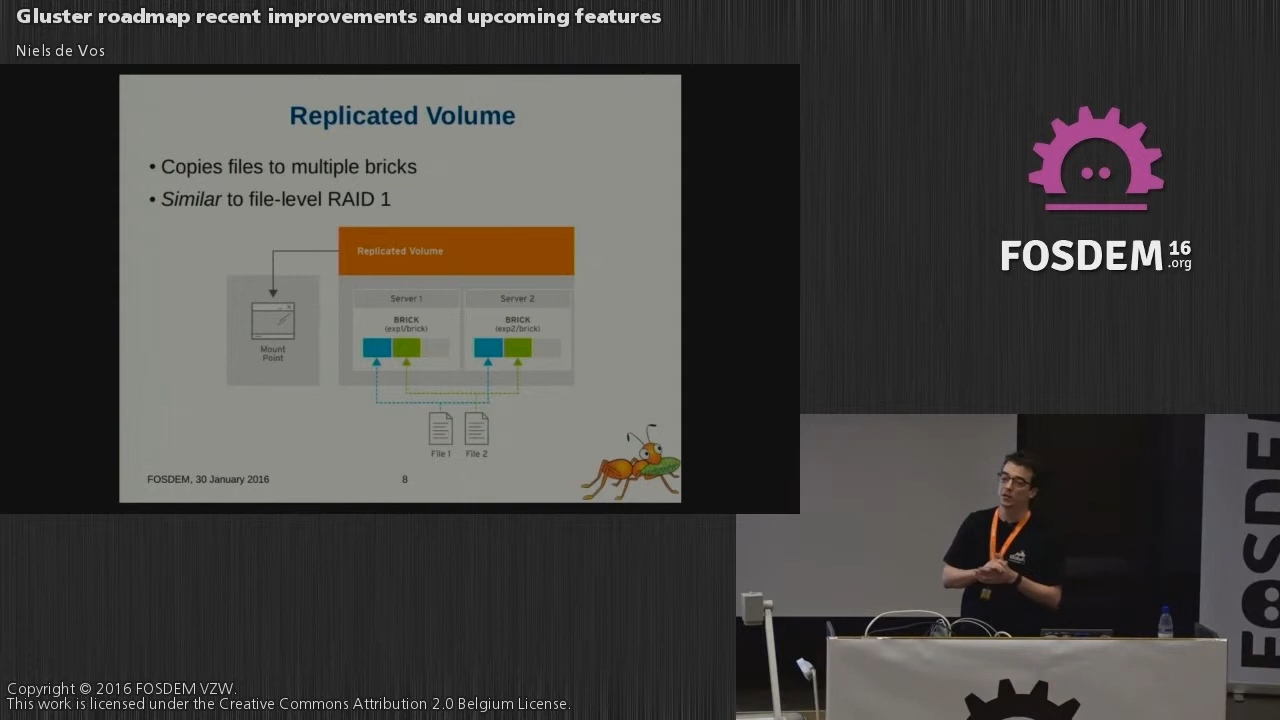 Gluster roadmap recent improvements and upcoming features
Niels de Vos
Replicated Volume
• Copies files to multiple bricks
• Similar to file-level RAID 1
Replicated Volume
Server 1
Server 2
BRICK
(exp1/brick)
BRICK
(exp2/brick)
Mount
Point
File 1
File 2
FOSDEM, 30 January 2016
8
FOSDEM 16
.org
FOSDEM
Copyright © 2016 FOSDEM VZW.
This work is licensed under the Creative Commons Attribution 2.0 Belgium License.